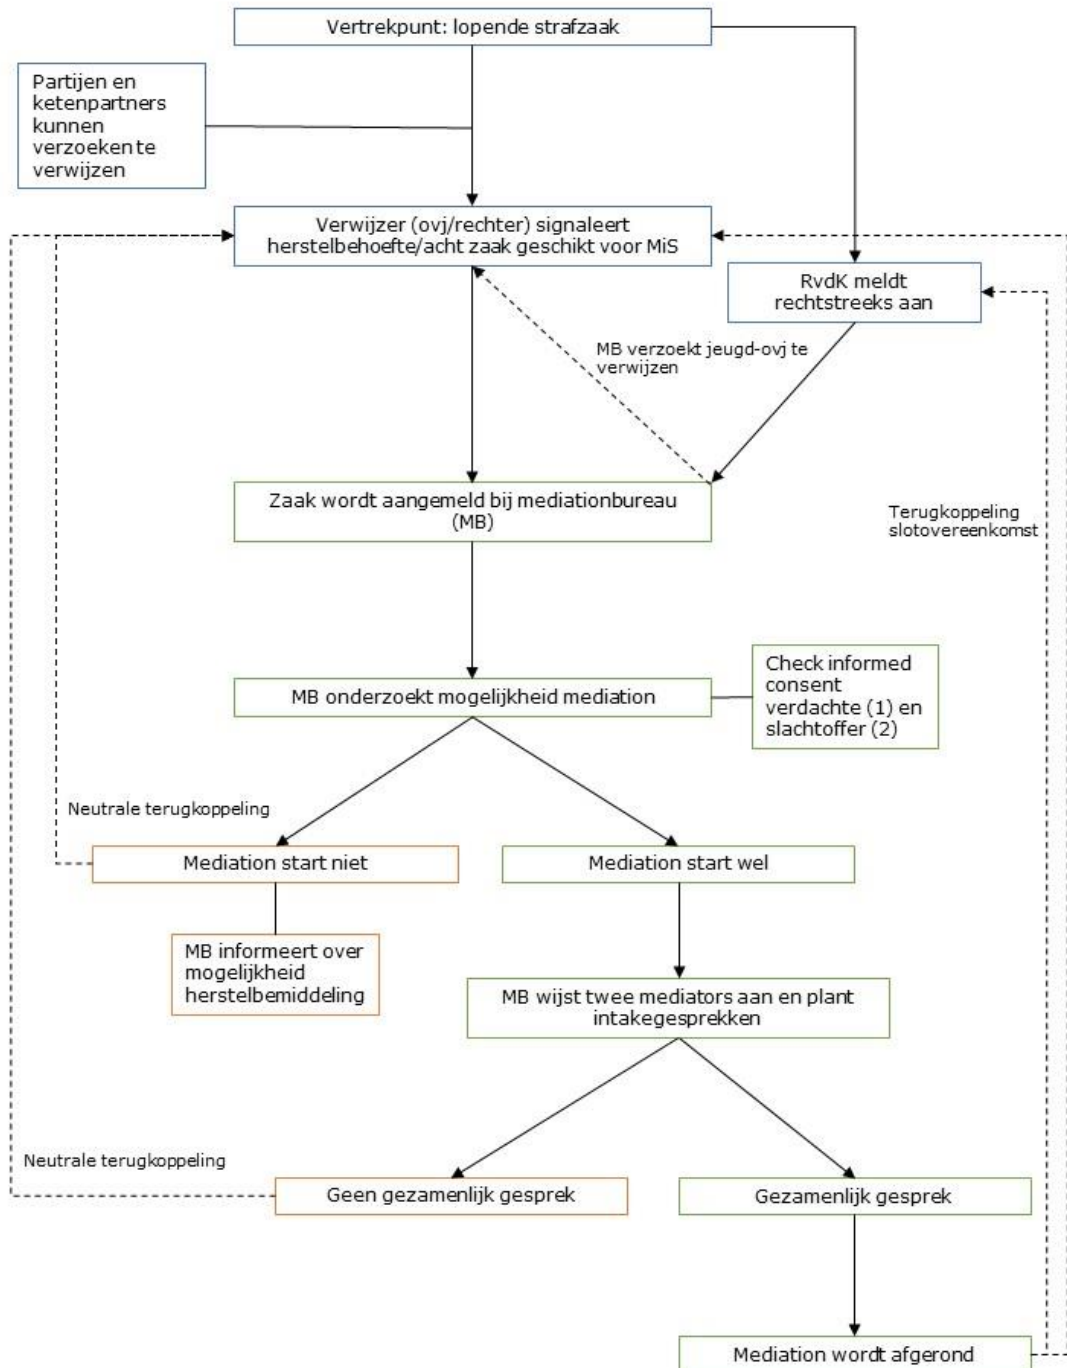 Vertrekpunt: lopende strafzaak
Partijen en
ketenpartners
kunnen
verzoeken te
verwijzen
Verwijzer (ovj/rechter) signaleert
herstelbehoefte/acht zaak geschikt voor MiS
RvdK meldt
rechtstreeks aan
MB verzoekt jeugd-ovj te
verwijzen
Zaak wordt aangemeld bij mediationbureau
(MB)
Terugkoppeling
slotovereenkomst
MB onderzoekt mogelijkheid mediation
Check informed
consent
verdachte (1) en
slachtoffer (2)
Neutrale terugkoppeling
Mediation start niet
Mediation start wel
MB informeert over
mogelijkheid
herstelbemiddeling
MB wijst twee mediators aan en plant
intakegesprekken
Neutrale terugkoppeling
Geen gezamenlijk gesprek
Gezamenlijk gesprek
Mediation wordt afgerond